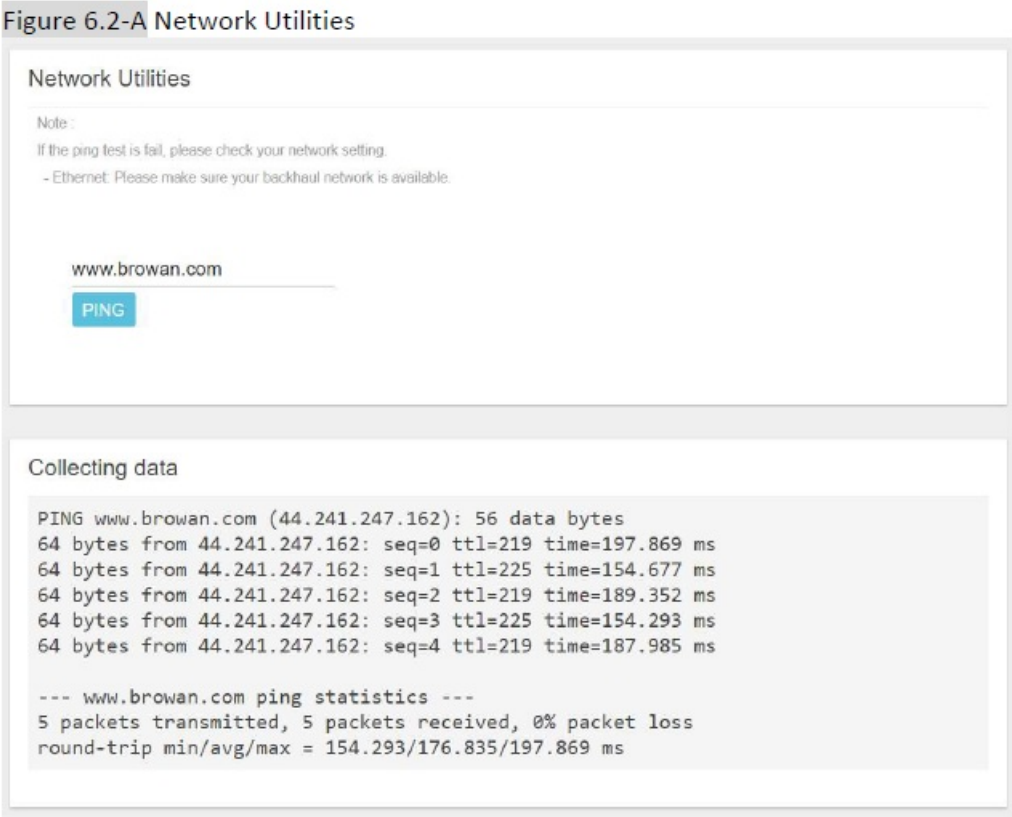 Figure 6.2-A Network Utilities
Network Utilities
Note :
If the ping test is fail, please check your network setting.
- Ethernet: Please make sure your backhaul network is available.
www.browan.com
PING
Collecting data
PING www.browan.com (44.241.247.162): 56 data bytes
64 bytes from 44.241.247.162: seq=0 ttl=219 time=197.869 ms
64 bytes from 44.241.247.162: seq=1 ttl=225 time=154.677 ms
64 bytes from 44.241.247.162: seq=2 ttl=219 time=189.352 ms
64 bytes from 44.241.247.162: seq=3 ttl=225 time=154.293 ms
64 bytes from 44.241.247.162: seq=4 ttl=219 time=187.985 ms
--- www.browan.com ping statistics ---
5 packets transmitted, 5 packets received, 0% packet loss
round-trip min/avg/max = 154.293/176.835/197.869 ms